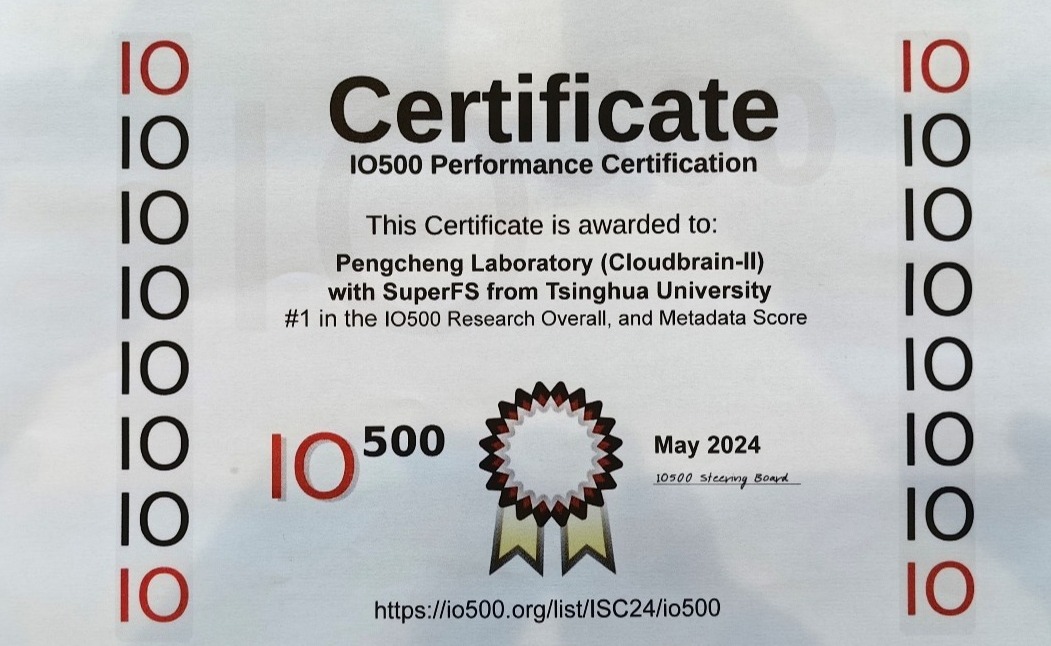 IO
IO
IO
IO
IO
IO
IO
IO
Certificate
IO500 Performance Certification
This Certificate is awarded to:
Pengcheng Laboratory (Cloudbrain-II)
with SuperFS from Tsinghua University
#1 in the IO500 Research Overall, and Metadata Score
IO500
May 2024
IO500 Steering Board
https://io500.org/list/ISC24/io500
IO
IO
IO
IO
IO
IO
IO
IO